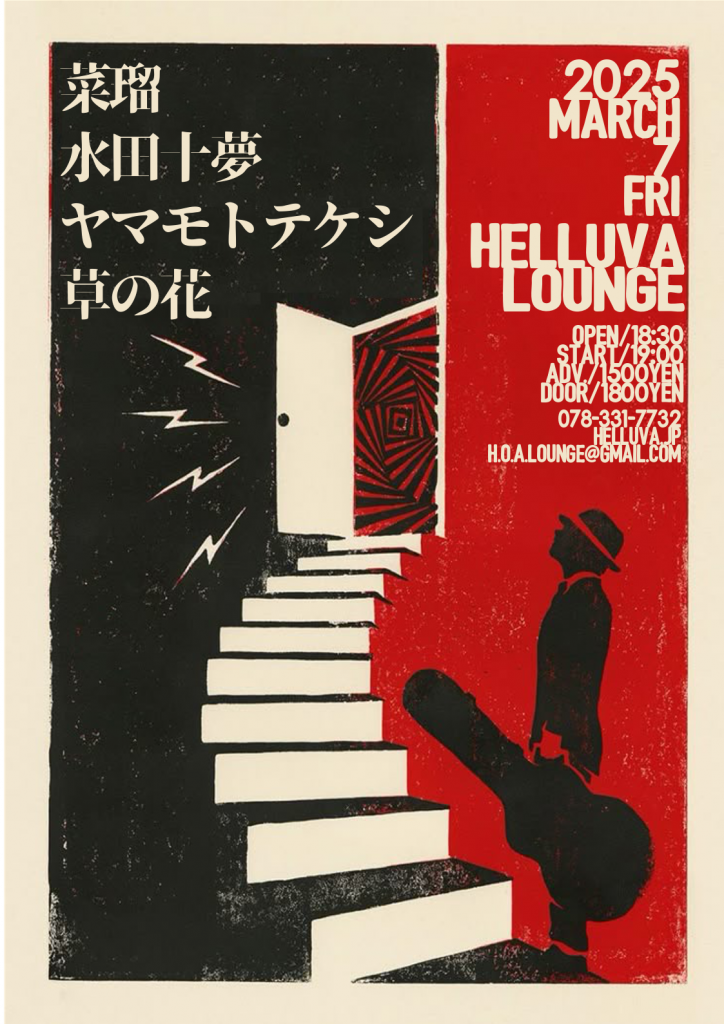 菜瑠
水田十夢
ヤマモトテケシ
草の花
2025
MARCH
7
FRI
HELLUVA
LOUNGE
OPEN/18:30
START/19:00
ADV./1500YEN
DOOR/1800YEN
078-331-7732
HELLUVA.JP
H.O.A.LOUNGE@GMAIL.COM